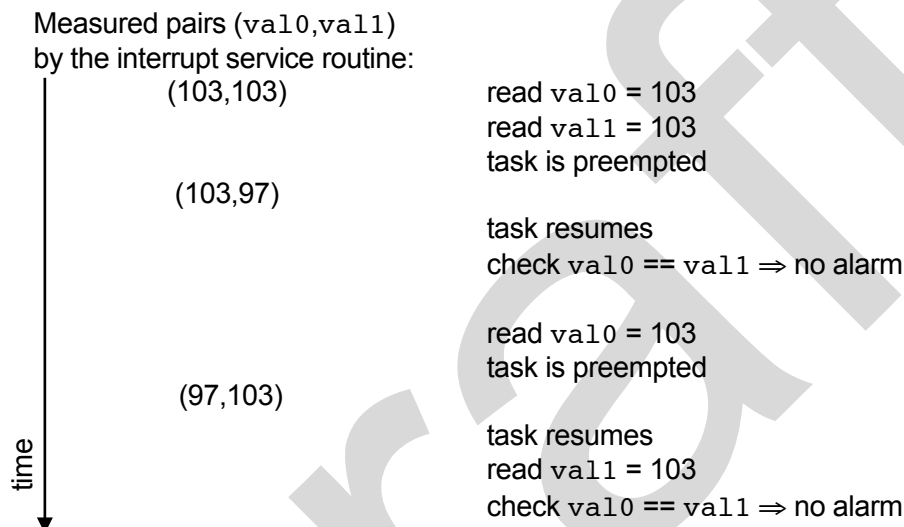 Measured pairs (val0,val1)
by the interrupt service routine:
(103,103)
read val0 = 103
read val1 = 103
task is preempted
(103,97)
task resumes
check val0 == val1 ⇒ no alarm
read val0 = 103
task is preempted
(97,103)
task resumes
read val1 = 103
check val0 == val1 ⇒ no alarm
time